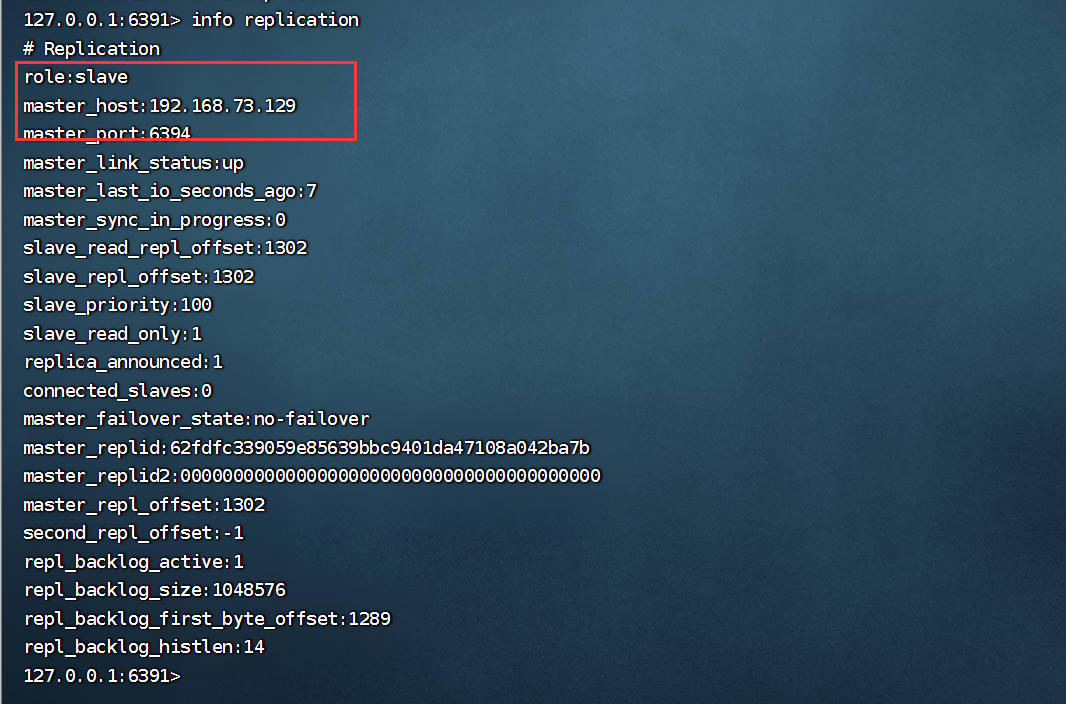 127.0.0.1:6391> info replication
# Replication
role:slave
master_host:192.168.73.129
master_port:6394
master_link_status:up
master_last_io_seconds_ago:7
master_sync_in_progress:0
slave_read_repl_offset:1302
slave_repl_offset:1302
slave_priority:100
slave_read_only:1
replica_announced:1
connected_slaves:0
master_failover_state:no-failover
master_replid:62fdfc339059e85639bbc9401da47108a042ba7b
master_replid2:0000000000000000000000000000000000000000
master_repl_offset:1302
second_repl_offset:-1
repl_backlog_active:1
repl_backlog_size:1048576
repl_backlog_first_byte_offset:1289
repl_backlog_histlen:14
127.0.0.1:6391>